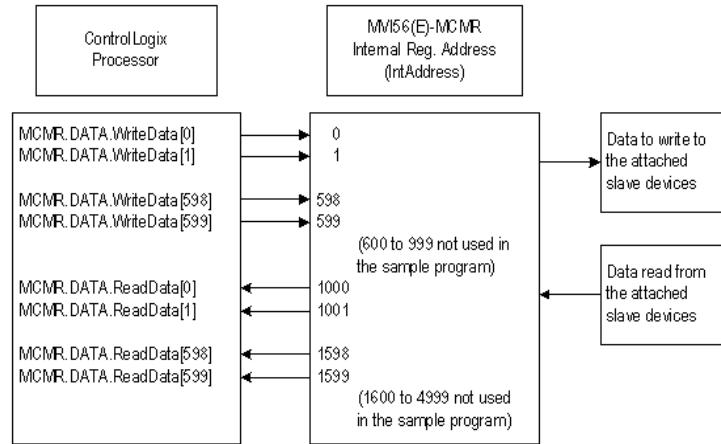 ControlLogix
Processor
MVI56(E)-MCMR
Internal Reg. Address
(IntAddress)
MCMR.DATA.WriteData[0]
0
MCMR.DATA.WriteData[1]
1
MCMR.DATA.WriteData[598]
598
MCMR.DATA.WriteData[599]
599
(600 to 999 not used in
the sample program)
MCMR.DATA.ReadData[0]
1000
MCMR.DATA.ReadData[1]
1001
MCMR.DATA.ReadData[598]
1598
MCMR.DATA.ReadData[599]
1599
(1600 to 4999 not used
in the sample program)
Data to write to
the attached
slave devices
Data read from
the attached
slave devices